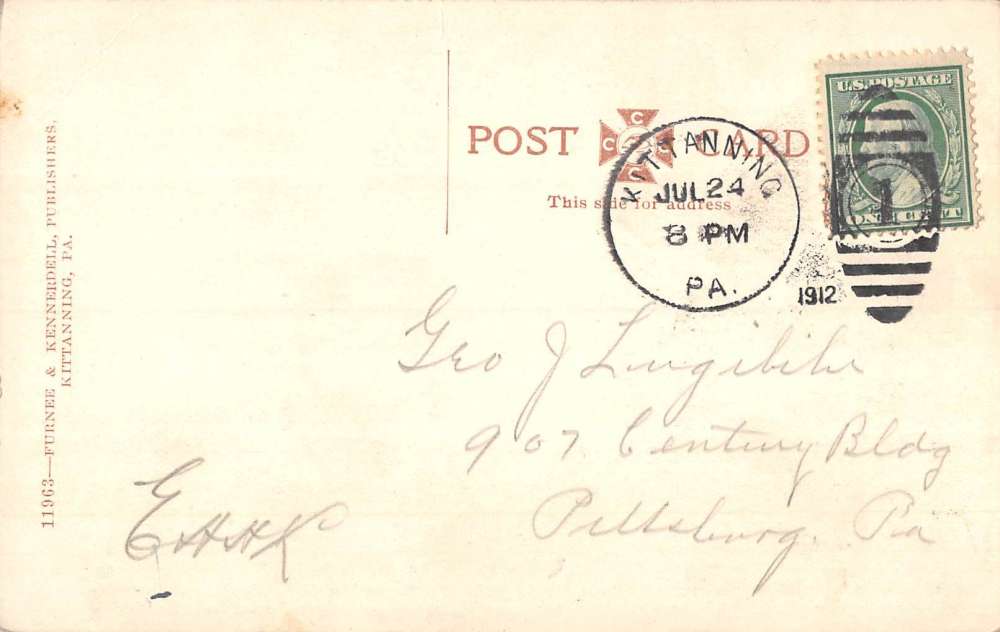 11963—FURNEE & KENNERDELL, PUBLISHERS,
KITTANNING, PA.
POST CARD
This side for address
KITTANNING
JUL 24
8 PM
PA.
1912
U.S. POSTAGE
1
ONE CENT
Geo J
907 Century Bldg
Pittsburg. Pa